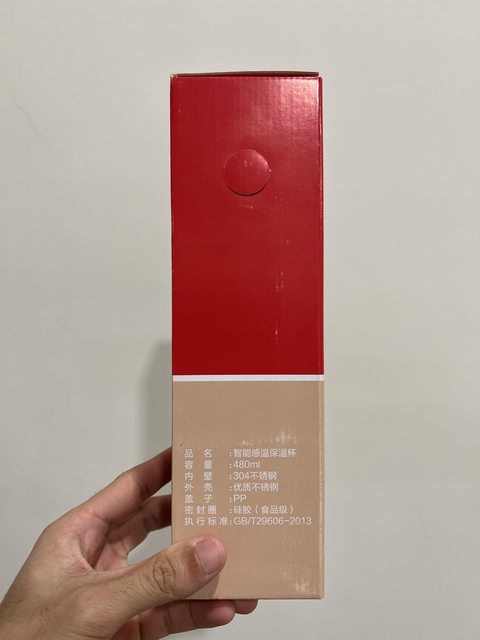 品 名 :智能感温保温杯
容 量 :480ml
内 壁 :304不锈钢
外 壳 :优质不锈钢
盖 子 :PP
密 封 圈 :硅胶（食品级）
执 行 标 准:GB/T29606-2013